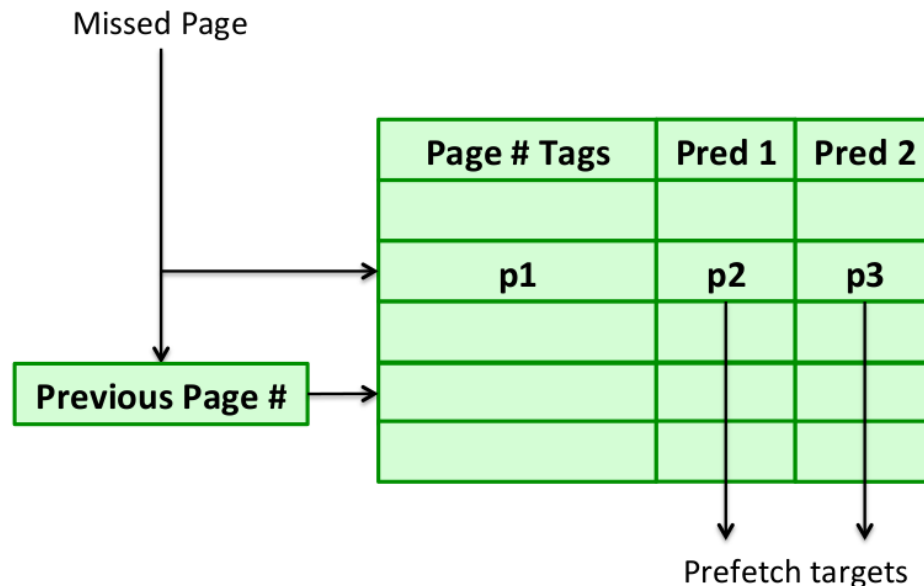 Missed Page
Page # Tags Pred 1 Pred 2
p1 p2 p3
Previous Page #
Prefetch targets